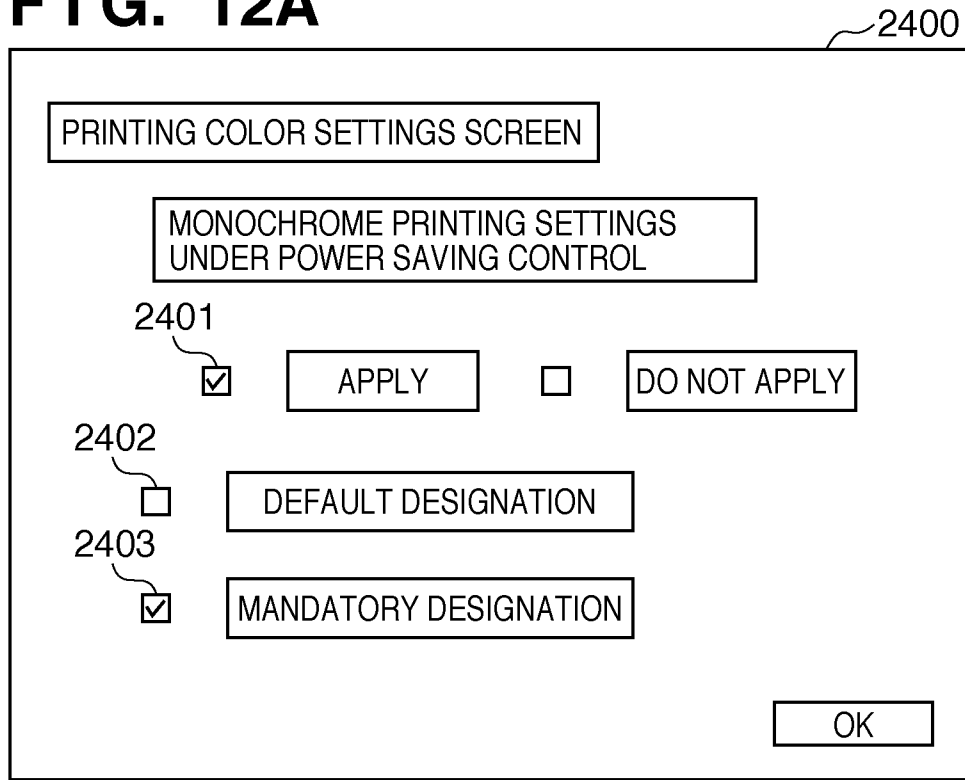 FIG. 12A
2400
PRINTING COLOR SETTINGS SCREEN
MONOCHROME PRINTING SETTINGS
UNDER POWER SAVING CONTROL
2401
APPLY DO NOT APPLY
2402
DEFAULT DESIGNATION
2403
MANDATORY DESIGNATION
OK